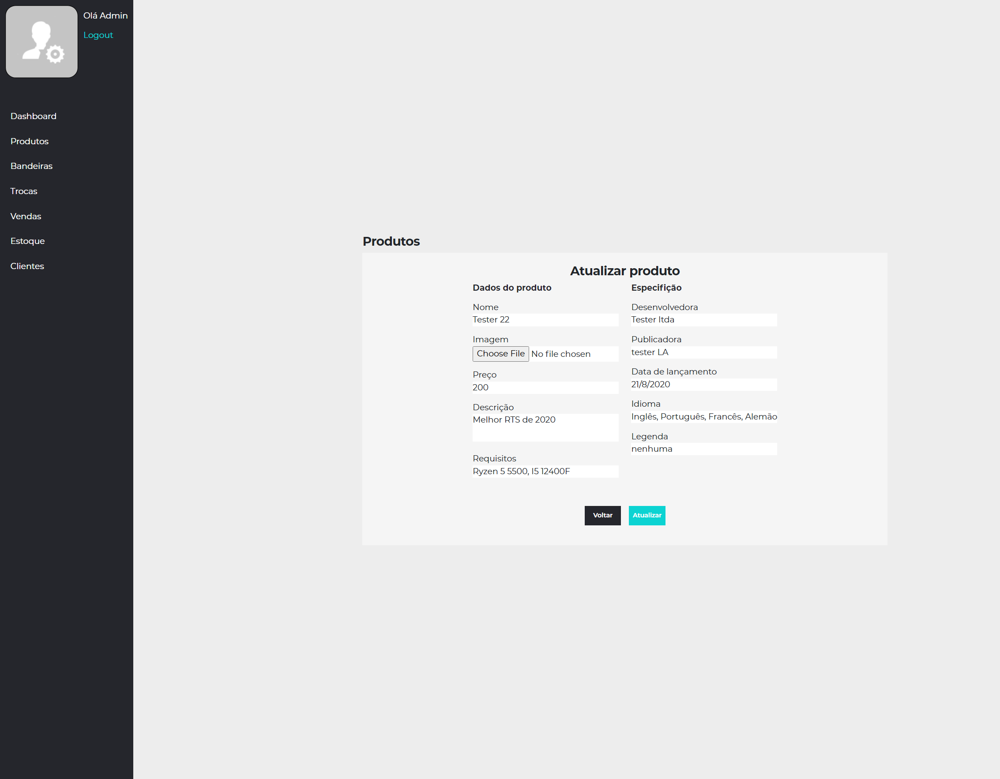 Olá Admin
Logout
Dashboard
Produtos
Bandeiras
Trocas
Vendas
Estoque
Clientes
Produtos
Atualizar produto
Dados do produto
Nome
Tester 22
Imagem
Choose File No file chosen
Preço
200
Descrição
Melhor RTS de 2020
Requisitos
Ryzen 5 5500, I5 12400F
Especifição
Desenvolvedora
Tester ltda
Publicadora
tester LA
Data de lançamento
21/8/2020
Idioma
Inglês, Português, Francês, Alemão
Legenda
nenhuma
Voltar
Atualizar